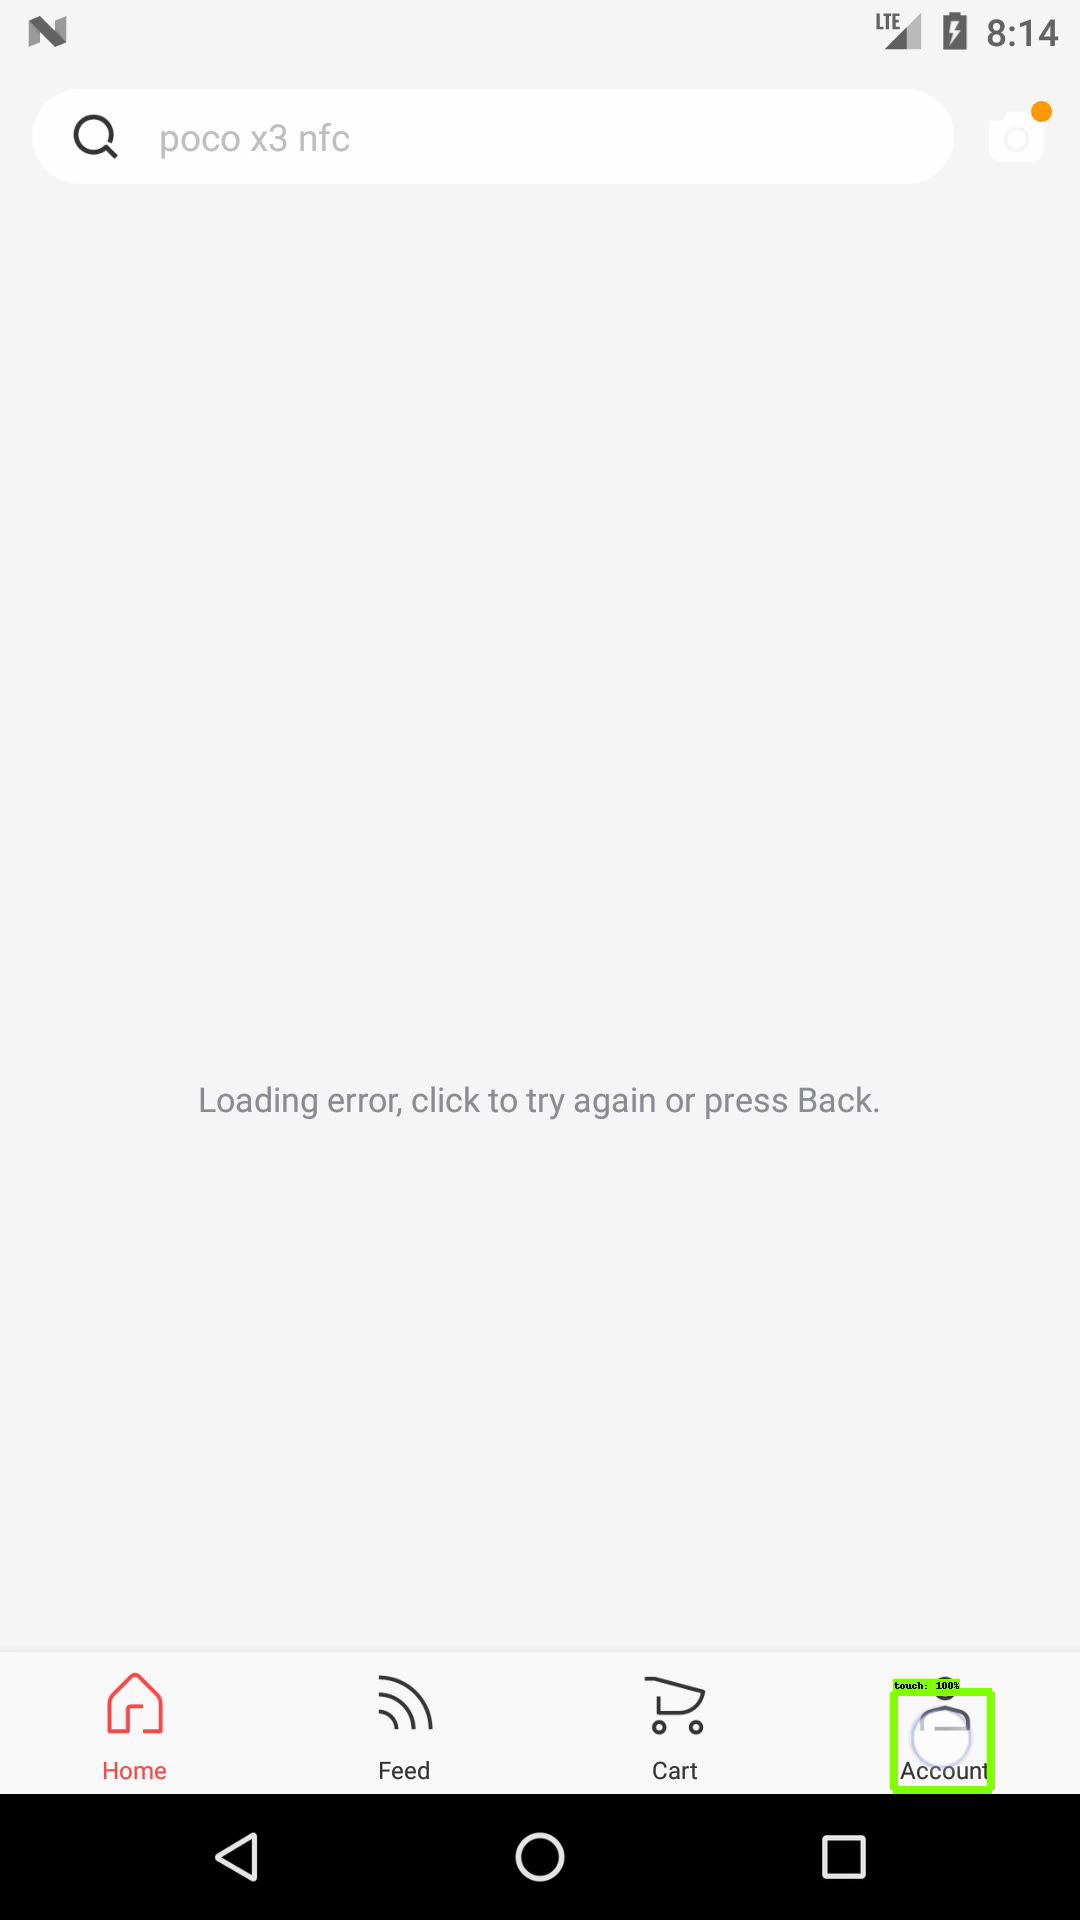 LTE 8:14
poco x3 nfc
Loading error, click to try again or press Back.
touch: 100%
Home Feed Cart Account